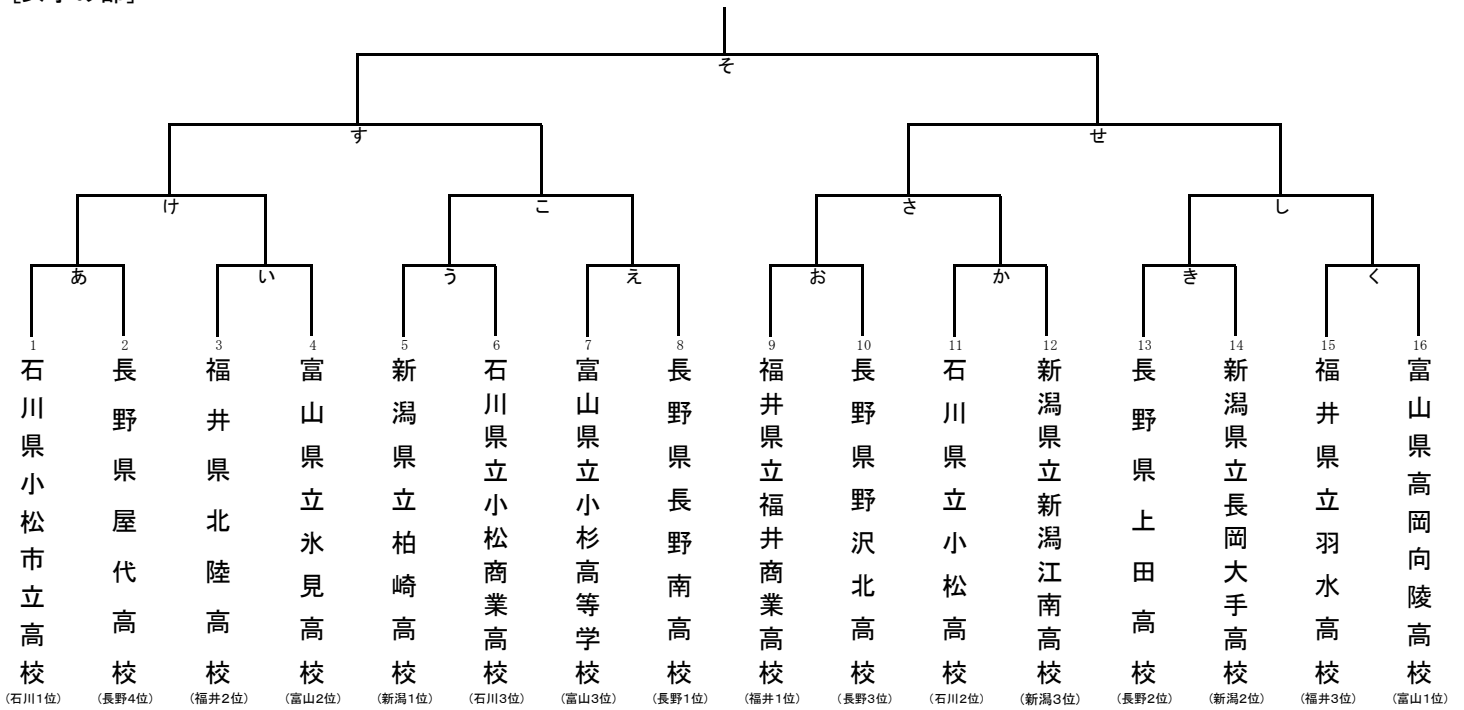 そ
す
せ
け
こ
さ
し
あ
い
う
え
お
か
き
く
1
石川県小松市立高校
(石川1位)
2
長野県屋代高校
(長野4位)
3
福井県北陸高校
(福井2位)
4
富山県立氷見高校
(富山2位)
5
新潟県立柏崎高校
(新潟1位)
6
石川県立小松商業高校
(石川3位)
7
富山県立小杉高等学校
(富山3位)
8
長野県長野南高校
(長野1位)
9
福井県立福井商業高校
(福井1位)
10
長野県野沢北高校
(長野3位)
11
石川県立小松高校
(石川2位)
12
新潟県立新潟江南高校
(新潟3位)
13
長野県上田高校
(長野2位)
14
新潟県立長岡大手高校
(新潟2位)
15
福井県立羽水高校
(福井3位)
16
富山県高岡向陵高校
(富山1位)